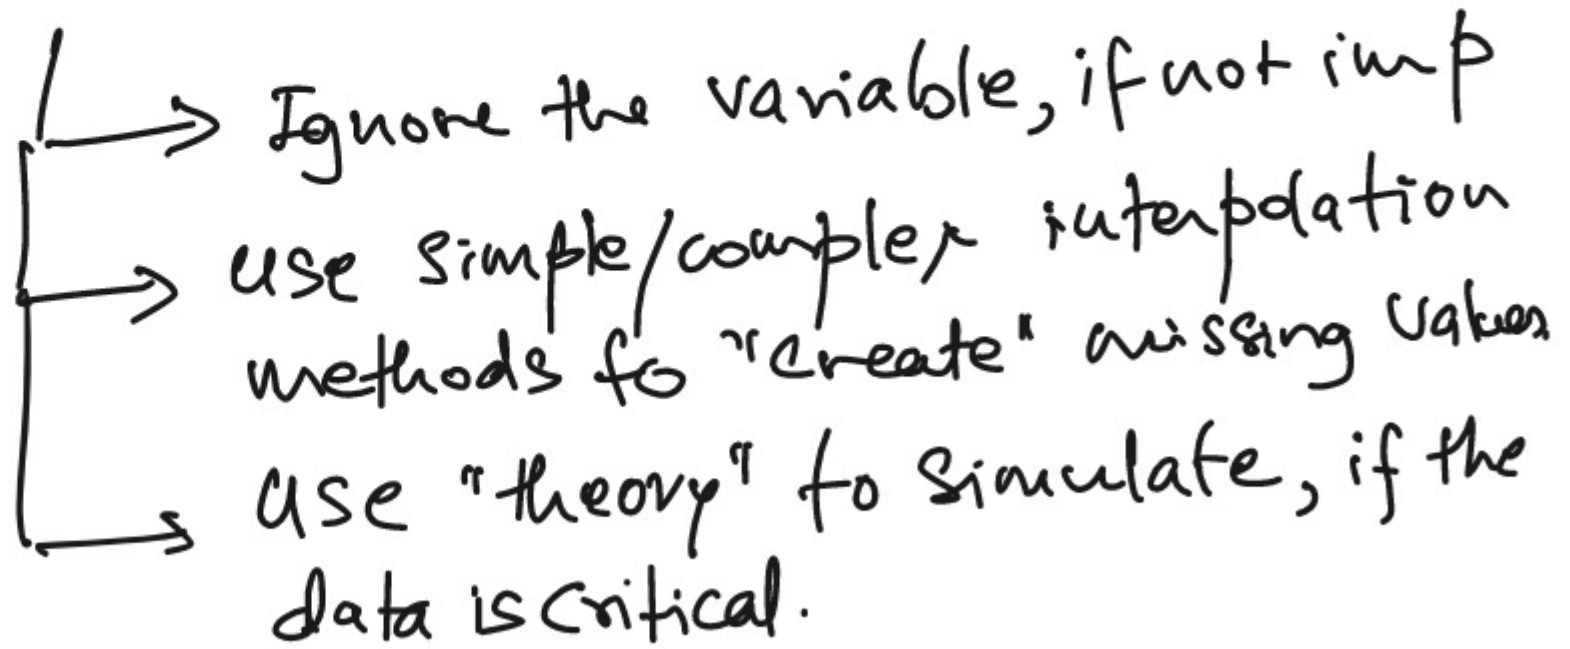 Ignore the variable, if not imp
use simple/complex interpolation
methods to "create" missing values
use "theory" to simulate, if the
data is critical.